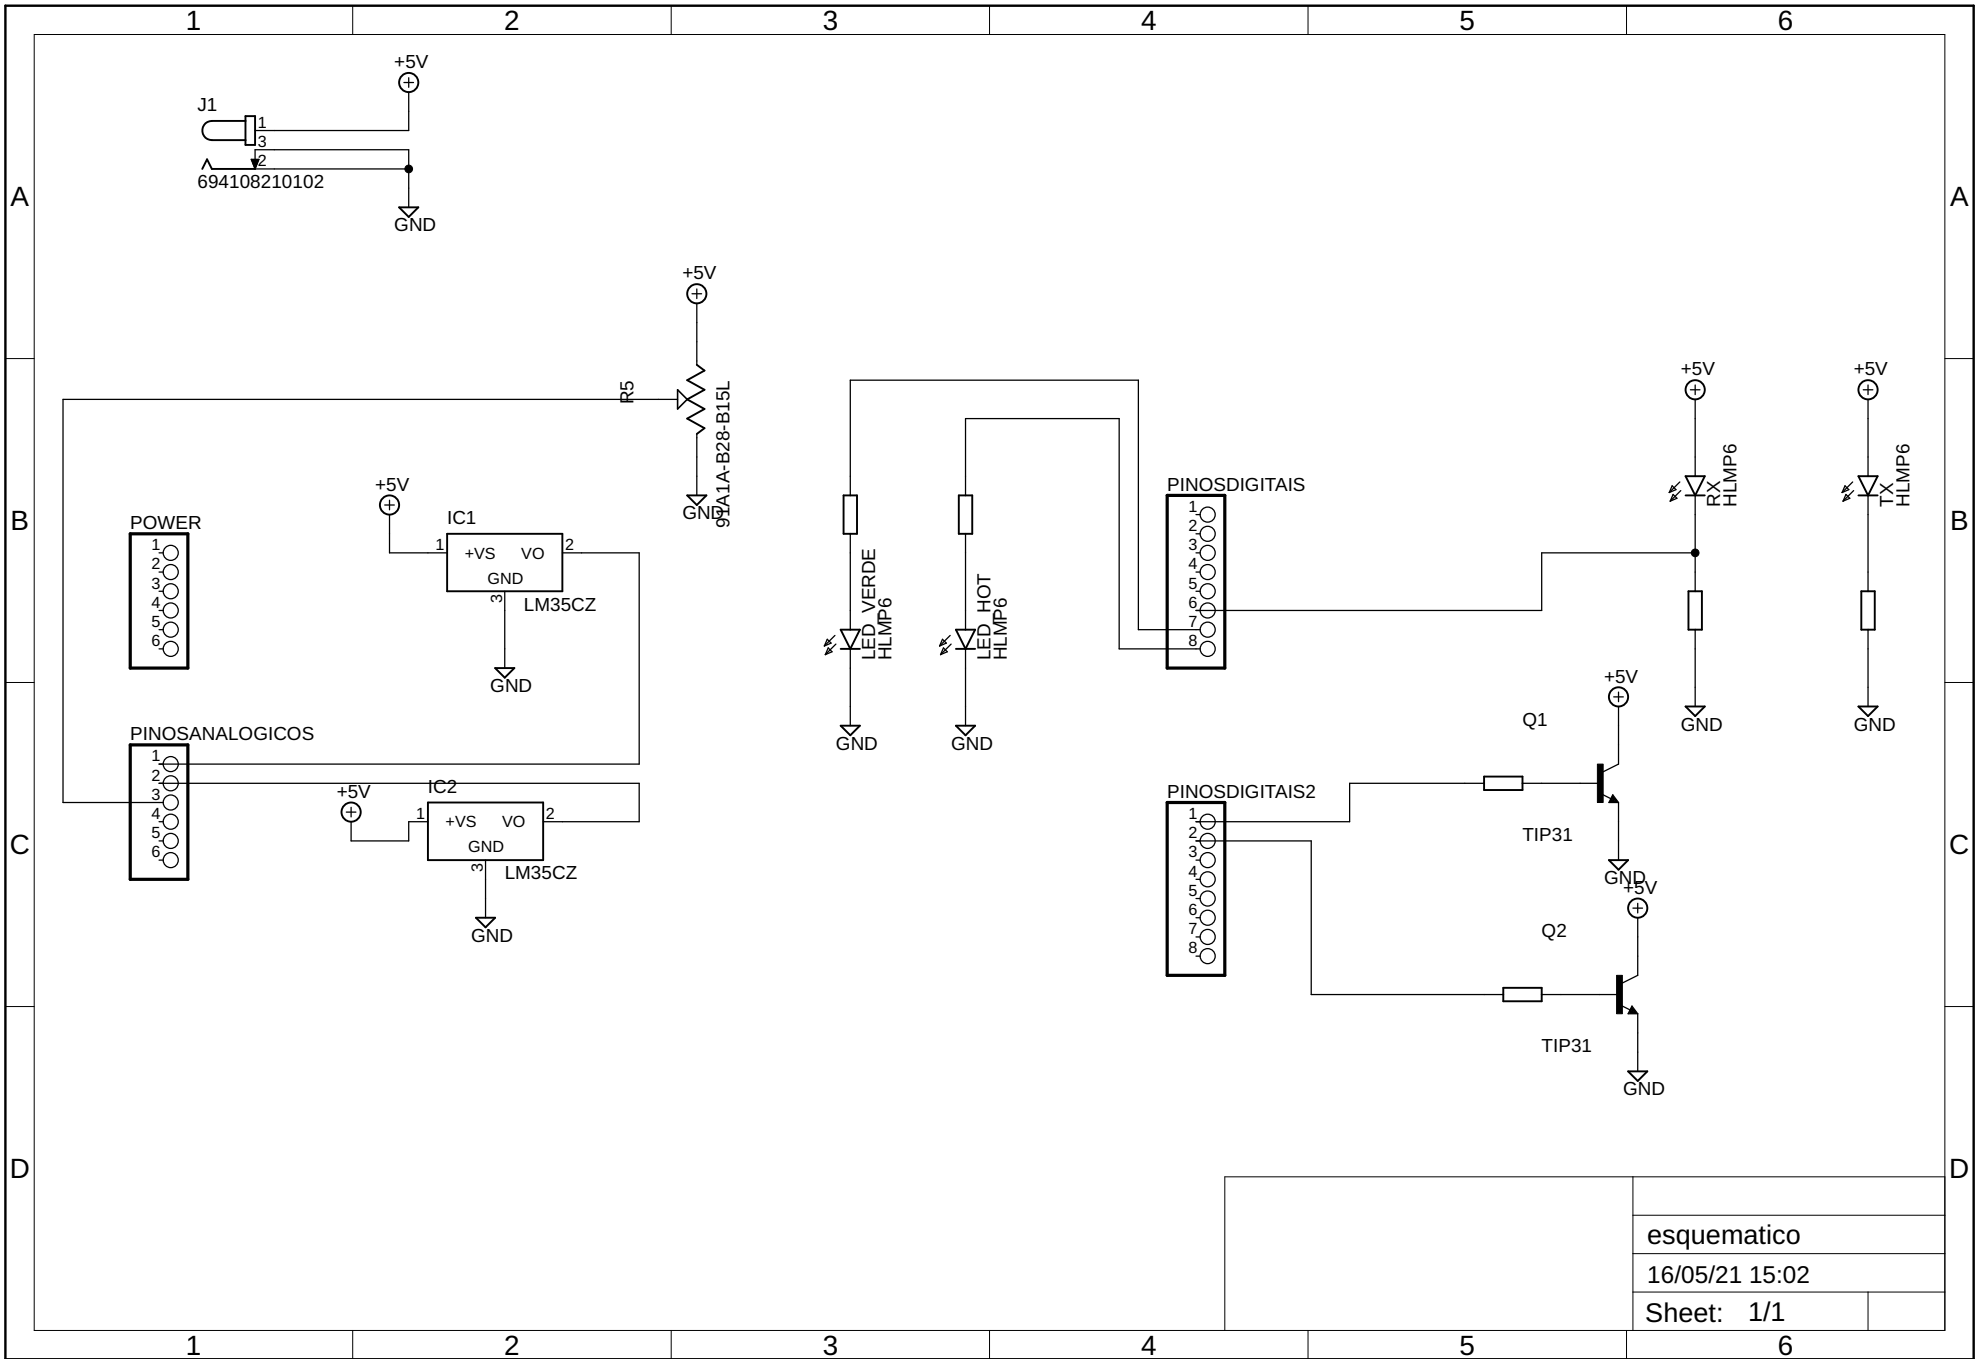 1 2 3 4 5 6
+5V
J1
1
3
2
694108210102
GND
A A
+5V
R5
91A1A-B28-B15L
GND
+5V
IC1
1 +VS VO 2
GND
3
LM35CZ
GND
B B
POWER
1
2
3
4
5
6
PINOSANALOGICOS
1
2
3
4
5
6
+5V
IC2
1 +VS VO 2
GND
3
LM35CZ
GND
LED_VERDE
HLMP6
GND
LED_HOT
HLMP6
GND
PINOSDIGITAIS
1
2
3
4
5
6
7
8
+5V
RX
HLMP6
GND
+5V
TX
HLMP6
GND
C C
PINOSDIGITAIS2
1
2
3
4
5
6
7
8
+5V
Q1
TIP31
GND
+5V
Q2
TIP31
GND
D D
esquematico
16/05/21 15:02
Sheet: 1/1
1 2 3 4 5 6